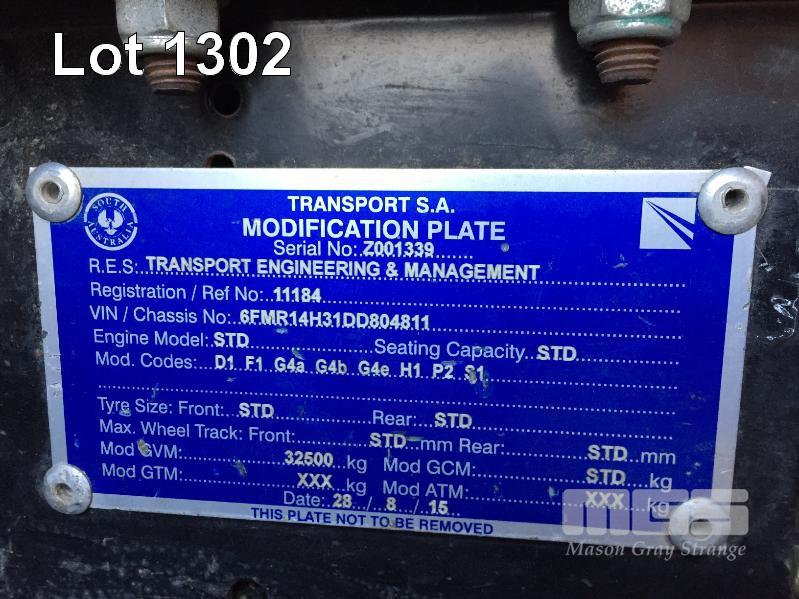 Lot 1302
SOUTH AUSTRALIA
TRANSPORT S.A.
MODIFICATION PLATE
Serial No: Z001339
R.E.S: TRANSPORT ENGINEERING & MANAGEMENT
Registration / Ref No: 11184
VIN / Chassis No: 6FMR14H31DD804811
Engine Model: STD Seating Capacity STD
Mod. Codes: D1 F1 G4a G4b G4e H1 P2 S1
Tyre Size: Front: STD Rear: STD
Max. Wheel Track: Front: STD mm Rear: STD mm
Mod GVM: 32500 kg Mod GCM: STD kg
Mod GTM: XXX kg Mod ATM: XXX kg
Date: 28 / 8 / 15
THIS PLATE NOT TO BE REMOVED
MGS
Mason Gray Strange